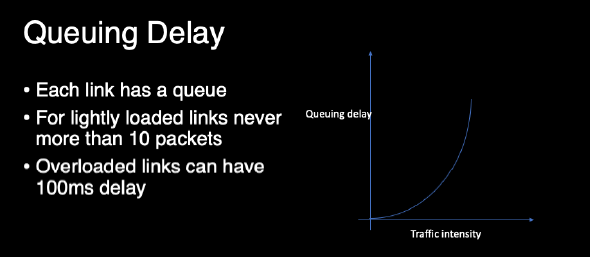 Queuing Delay
• Each link has a queue
• For lightly loaded links never
more than 10 packets
• Overloaded links can have
100ms delay
Queuing delay
Traffic intensity